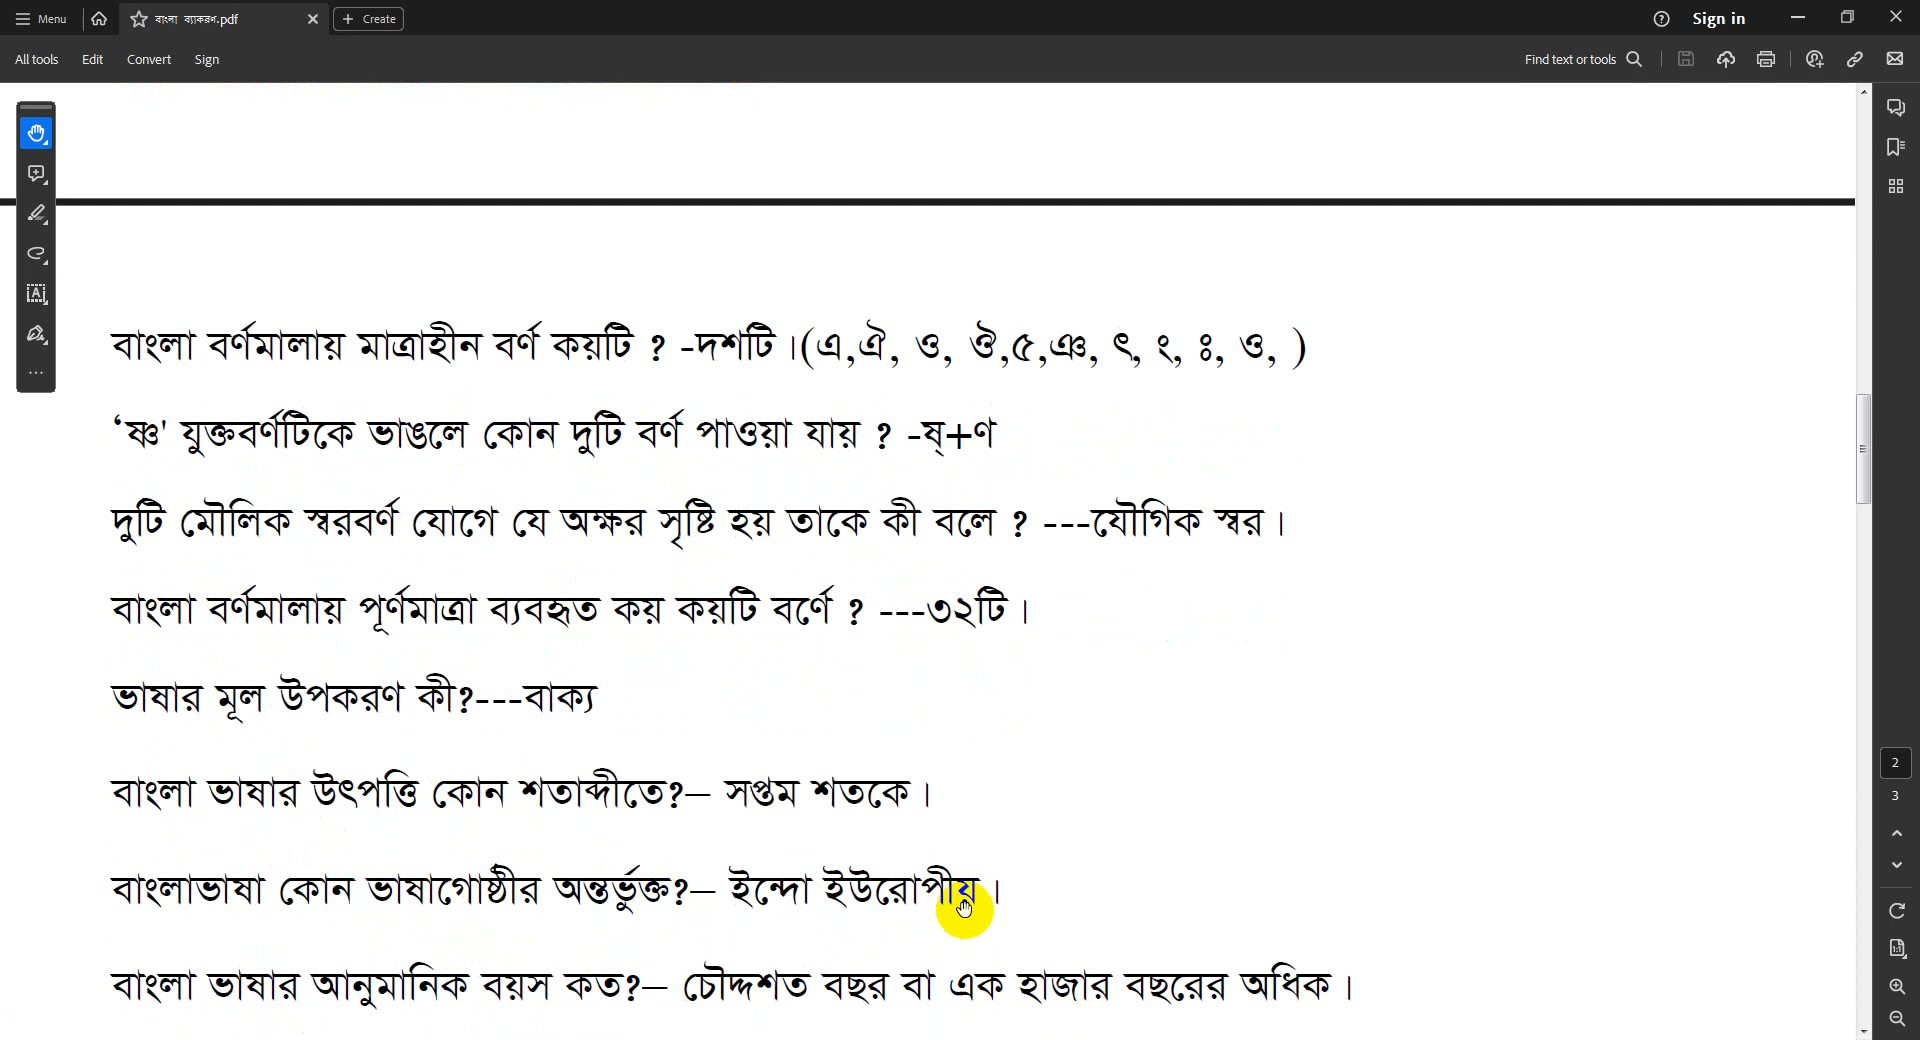 Menu
বাংলা ব্যাকরণ.pdf
Create
Sign in
All tools
Edit
Convert
Sign
Find text or tools
বাংলা বর্ণমালায় মাত্রাহীন বর্ণ কয়টি ? -দশটি।(এ,ঐ, ও, ঔ,৫,ঞ, ৎ, ং, ঃ, ও, )
‘ষ্ণ' যুক্তবর্ণটিকে ভাঙলে কোন দুটি বর্ণ পাওয়া যায় ? -ষ্+ণ
দুটি মৌলিক স্বরবর্ণ যোগে যে অক্ষর সৃষ্টি হয় তাকে কী বলে ? ---যৌগিক স্বর।
বাংলা বর্ণমালায় পূর্ণমাত্রা ব্যবহৃত কয় কয়টি বর্ণে ? ---৩২টি।
ভাষার মূল উপকরণ কী?---বাক্য
বাংলা ভাষার উৎপত্তি কোন শতাব্দীতে?– সপ্তম শতকে।
বাংলাভাষা কোন ভাষাগোষ্ঠীর অন্তর্ভুক্ত?– ইন্দো ইউরোপীয়।
বাংলা ভাষার আনুমানিক বয়স কত?– চৌদ্দশত বছর বা এক হাজার বছরের অধিক।
2
3